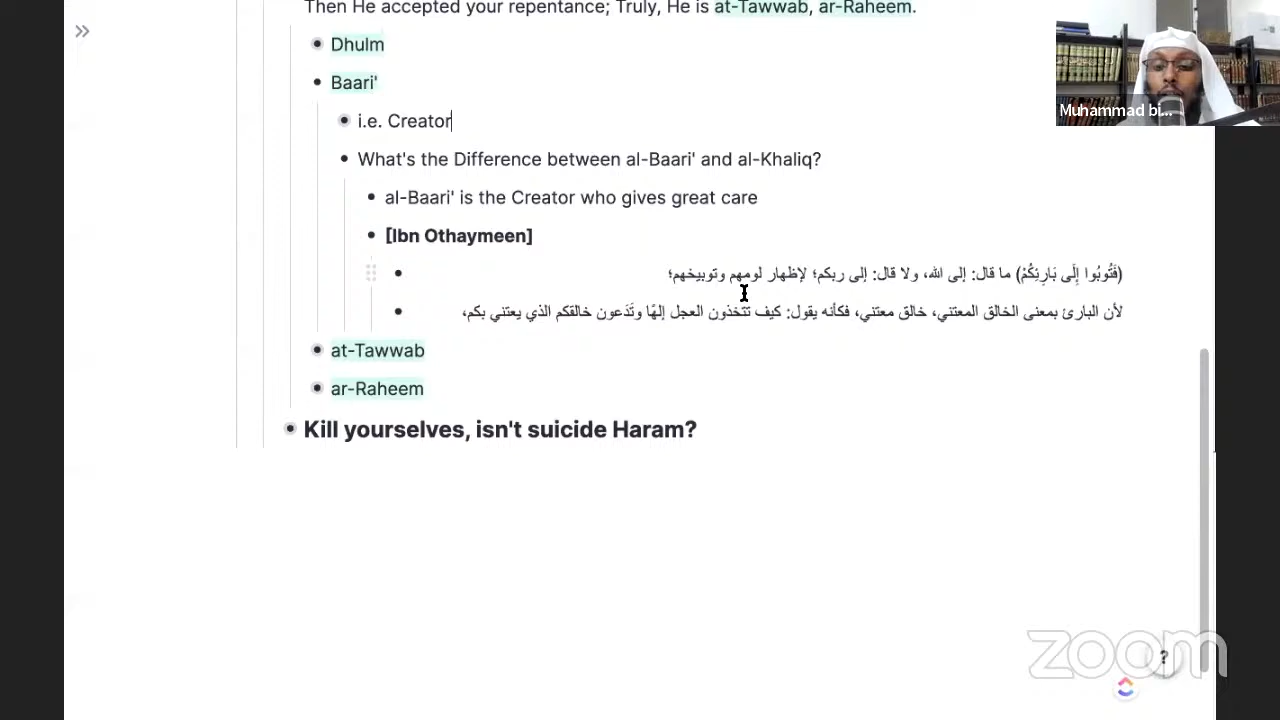 Then He accepted your repentance; Truly, He is at-Tawwab, ar-Raheem.
Dhulm
Baari'
i.e. Creator
What's the Difference between al-Baari' and al-Khaliq?
al-Baari' is the Creator who gives great care
[Ibn Othaymeen]
(فَتُوبُوا إِلَى بَارِئِكُمْ) ما قال: إلى الله، ولا قال: إلى ربكم؛ لإظهار لومهم وتوبيخهم؛
لأن البارئ بمعنى الخالق المعتني، خالق معتني، فكأنه يقول: كيف تتخذون العجل إلهًا وتَدَعون خالقكم الذي يعتني بكم،
at-Tawwab
ar-Raheem
Kill yourselves, isn't suicide Haram?
Muhammad bi...
zoom
?